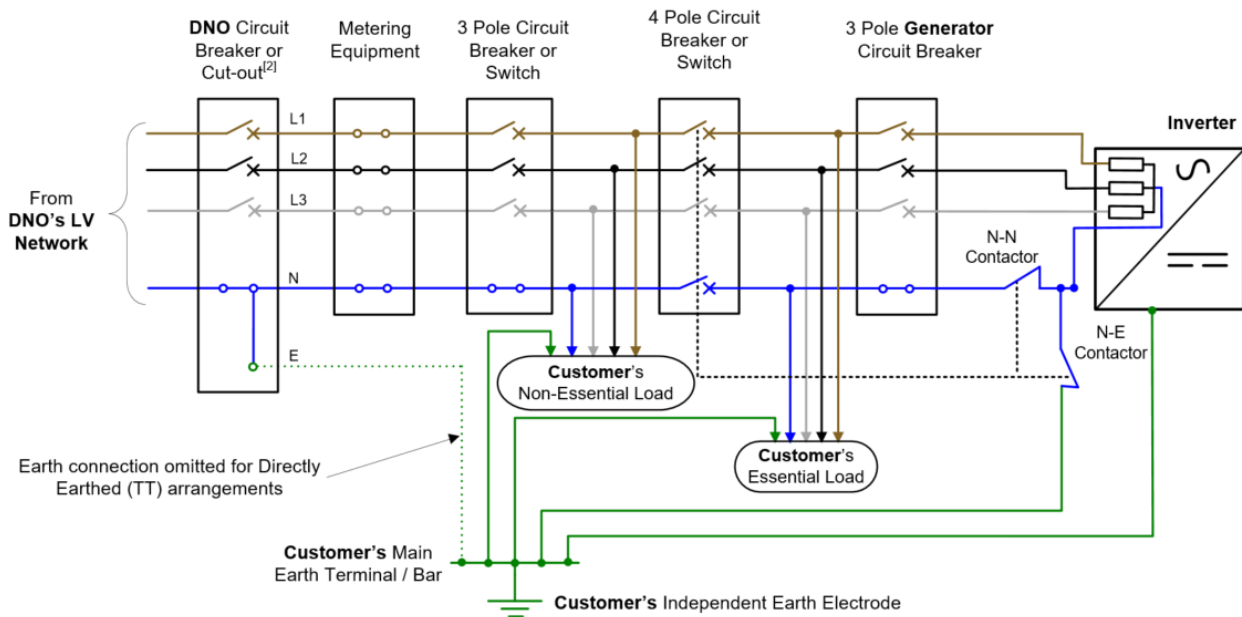 DNO Circuit
Breaker or
Cut-out[2]
Metering
Equipment
3 Pole Circuit
Breaker or
Switch
4 Pole Circuit
Breaker or
Switch
3 Pole Generator
Circuit Breaker
Inverter
L1
L2
L3
N
E
From
DNO's LV
Network
N-N
Contactor
N-E
Contactor
Customer's
Non-Essential Load
Customer's
Essential Load
Earth connection omitted for Directly
Earthed (TT) arrangements
Customer's Main
Earth Terminal / Bar
Customer's Independent Earth Electrode